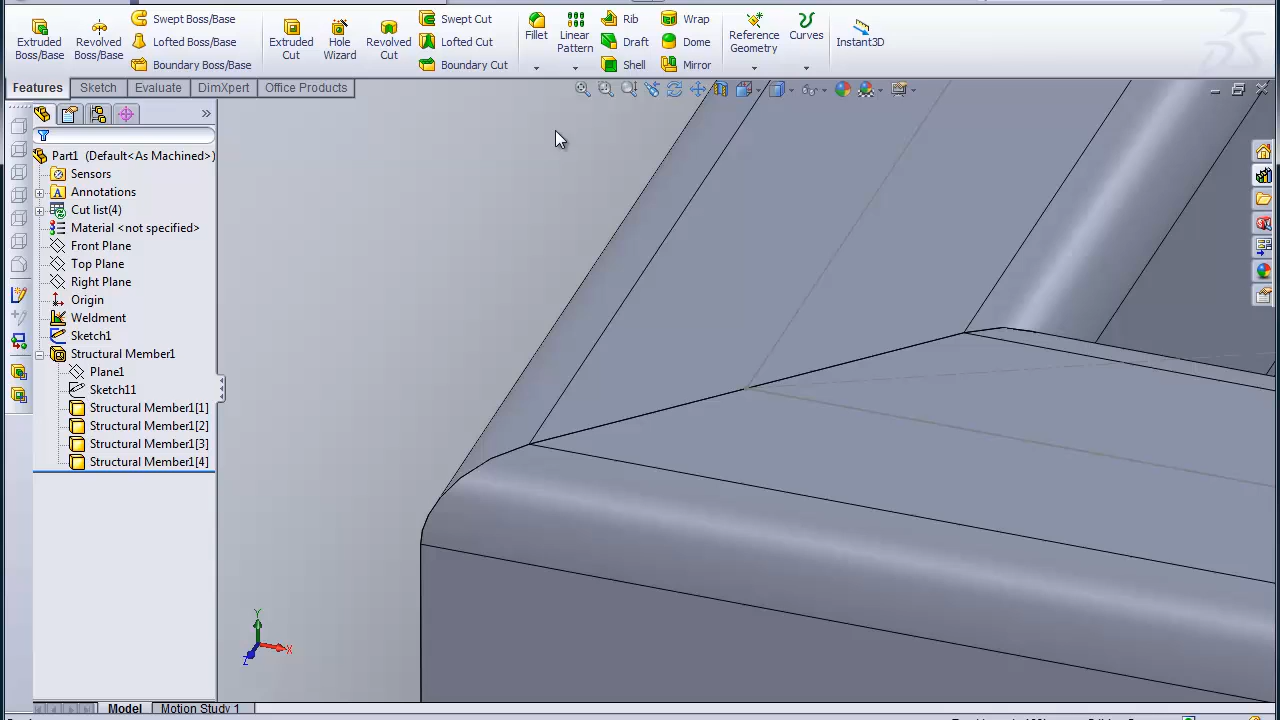 Extruded Boss/Base
Revolved Boss/Base
Swept Boss/Base
Lofted Boss/Base
Boundary Boss/Base
Extruded Cut
Hole Wizard
Revolved Cut
Swept Cut
Lofted Cut
Boundary Cut
Fillet
Linear Pattern
Rib
Draft
Shell
Wrap
Dome
Mirror
Reference Geometry
Curves
Instant3D
Features
Sketch
Evaluate
DimXpert
Office Products
Part1 (Default<As Machined>)
Sensors
Annotations
Cut list(4)
Material <not specified>
Front Plane
Top Plane
Right Plane
Origin
Weldment
Sketch1
Structural Member1
Plane1
Sketch11
Structural Member1[1]
Structural Member1[2]
Structural Member1[3]
Structural Member1[4]
Y
X
Z
Model
Motion Study 1